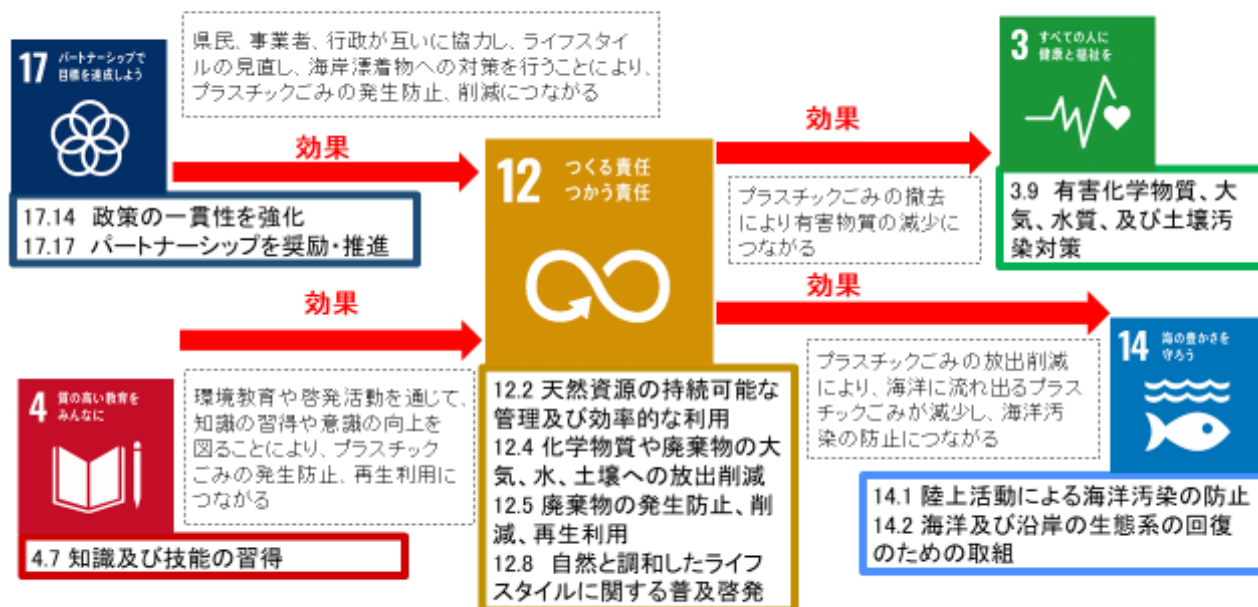 17 パートナーシップで
目標を達成しよう
県民、事業者、行政が互いに協力し、ライフスタイ
ルの見直し、海岸漂着物への対策を行うことにより、
プラスチックごみの発生防止、削減につながる
効果
17.14 政策の一貫性を強化
17.17 パートナーシップを奨励・推進
効果
4 質の高い教育を
みんなに
環境教育や啓発活動を通じて、
知識の習得や意識の向上を
図ることにより、プラスチック
ごみの発生防止、再生利用に
つながる
4.7 知識及び技能の習得
12 つくる責任
つかう責任
12.2 天然資源の持続可能な
管理及び効率的な利用
12.4 化学物質や廃棄物の大
気、水、土壌への放出削減
12.5 廃棄物の発生防止、削
減、再生利用
12.8 自然と調和したライフ
スタイルに関する普及啓発
効果
プラスチックごみの撤去
により有害物質の減少に
つながる
3 すべての人に
健康と福祉を
3.9 有害化学物質、大
気、水質、及び土壌汚
染対策
効果
プラスチックごみの放出削減
により、海洋に流れ出るプラス
チックごみが減少し、海洋汚
染の防止につながる
14 海の豊かさを
守ろう
14.1 陸上活動による海洋汚染の防止
14.2 海洋及び沿岸の生態系の回復
のための取組